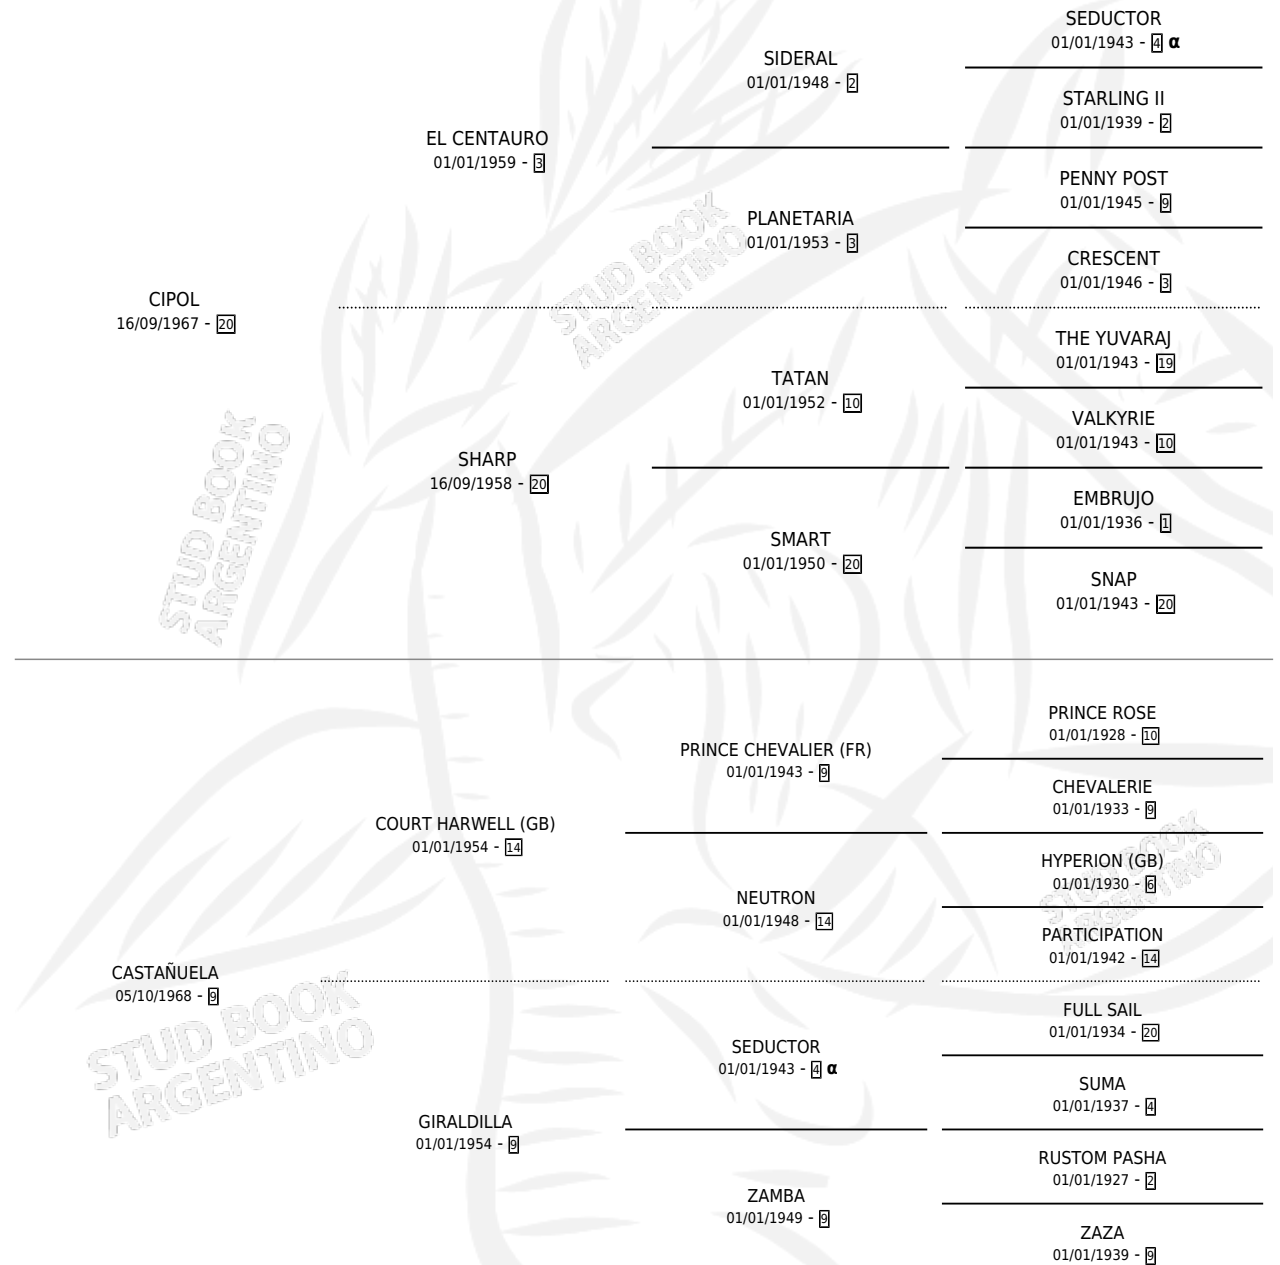 SEDUCTOR
01/01/1943 - 4 α
SIDERAL
01/01/1948 - 2
STARLING II
01/01/1939 - 2
EL CENTAURO
01/01/1959 - 3
PENNY POST
01/01/1945 - 9
PLANETARIA
01/01/1953 - 3
CRESCENT
01/01/1946 - 3
CIPOL
16/09/1967 - 20
THE YUVARAJ
01/01/1943 - 19
TATAN
01/01/1952 - 10
VALKYRIE
01/01/1943 - 10
SHARP
16/09/1958 - 20
EMBRUJO
01/01/1936 - 1
SMART
01/01/1950 - 20
SNAP
01/01/1943 - 20
STUD BOOK
ARGENTINO
STUD BOOK
ARGENTINO
PRINCE ROSE
01/01/1928 - 10
PRINCE CHEVALIER (FR)
01/01/1943 - 9
CHEVALERIE
01/01/1933 - 9
COURT HARWELL (GB)
01/01/1954 - 14
HYPERION (GB)
01/01/1930 - 6
NEUTRON
01/01/1948 - 14
PARTICIPATION
01/01/1942 - 14
CASTAÑUELA
05/10/1968 - 9
FULL SAIL
01/01/1934 - 20
SEDUCTOR
01/01/1943 - 4 α
SUMA
01/01/1937 - 4
GIRALDILLA
01/01/1954 - 9
RUSTOM PASHA
01/01/1927 - 2
ZAMBA
01/01/1949 - 9
ZAZA
01/01/1939 - 9
STUD BOOK
ARGENTINO
STUD BOOK
ARGENTINO